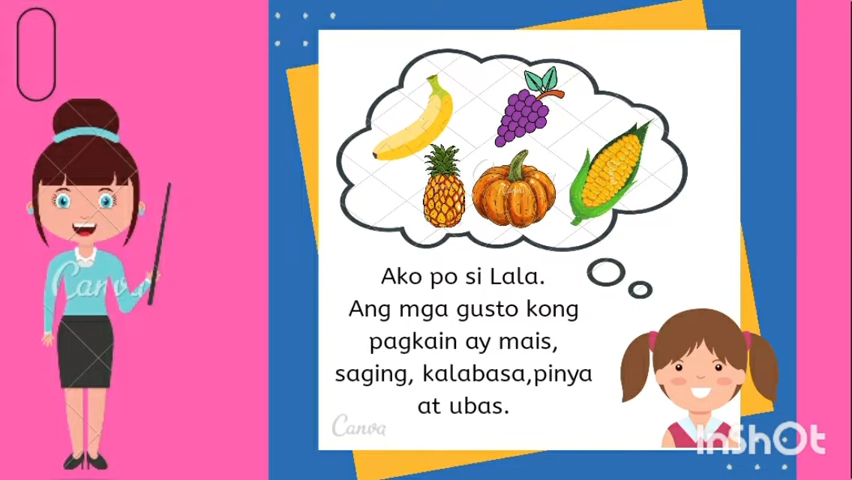 Ako po si Lala.
Ang mga gusto kong
pagkain ay mais,
saging, kalabasa,pinya
at ubas.
Canva
Canva
Canva
InShOt